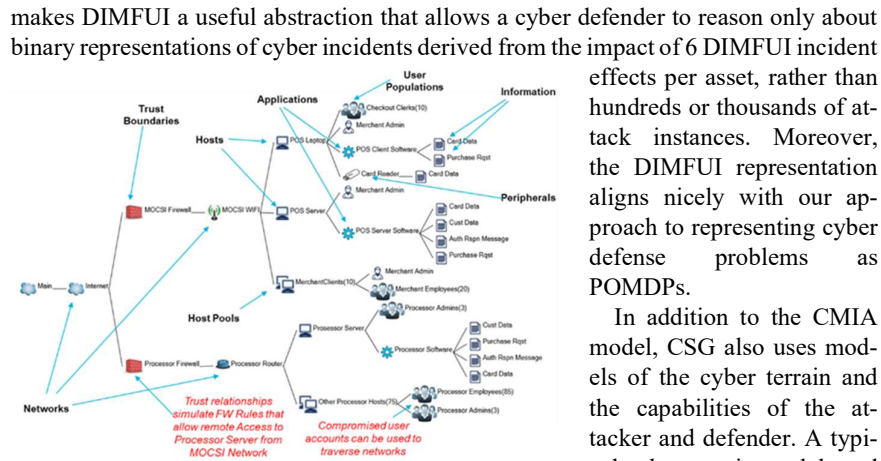 makes DIMFUI a useful abstraction that allows a cyber defender to reason only about
binary representations of cyber incidents derived from the impact of 6 DIMFUI incident
effects per asset, rather than
hundreds or thousands of at-
tack instances. Moreover,
the DIMFUI representation
aligns nicely with our ap-
proach to representing cyber
defense problems as
POMDPs.
In addition to the CMIA
model, CSG also uses mod-
els of the cyber terrain and
the capabilities of the at-
tacker and defender. A typi-
User
Populations
Applications
Information
Trust
Boundaries
Hosts
Checkout Clerks(10)
Merchant Admin
POS Laptop
POS Client Software
Card Data
Purchase Rqst
Card Reader
Card Data
Merchant Admin
Peripherals
MOCSI Firewall
MOCSI WiFi
POS Server
POS Server Software
Card Data
Cust Data
Auth Rspn Message
Purchase Rqst
Main
Internet
MerchantClients(10)
Merchant Admin
Merchant Employees(20)
Host Pools
Processor Admins(3)
Processor Server
Processor Software
Cust Data
Purchase Rqst
Auth Rspn Message
Card Data
Processor Firewall
Processor Router
Other Processor Hosts(75)
Processor Employees(85)
Processor Admins(3)
Networks
Trust relationships
simulate FW Rules that
allow remote Access to
Processor Server from
MOCSI Network
Compromised user
accounts can be used to
traverse networks